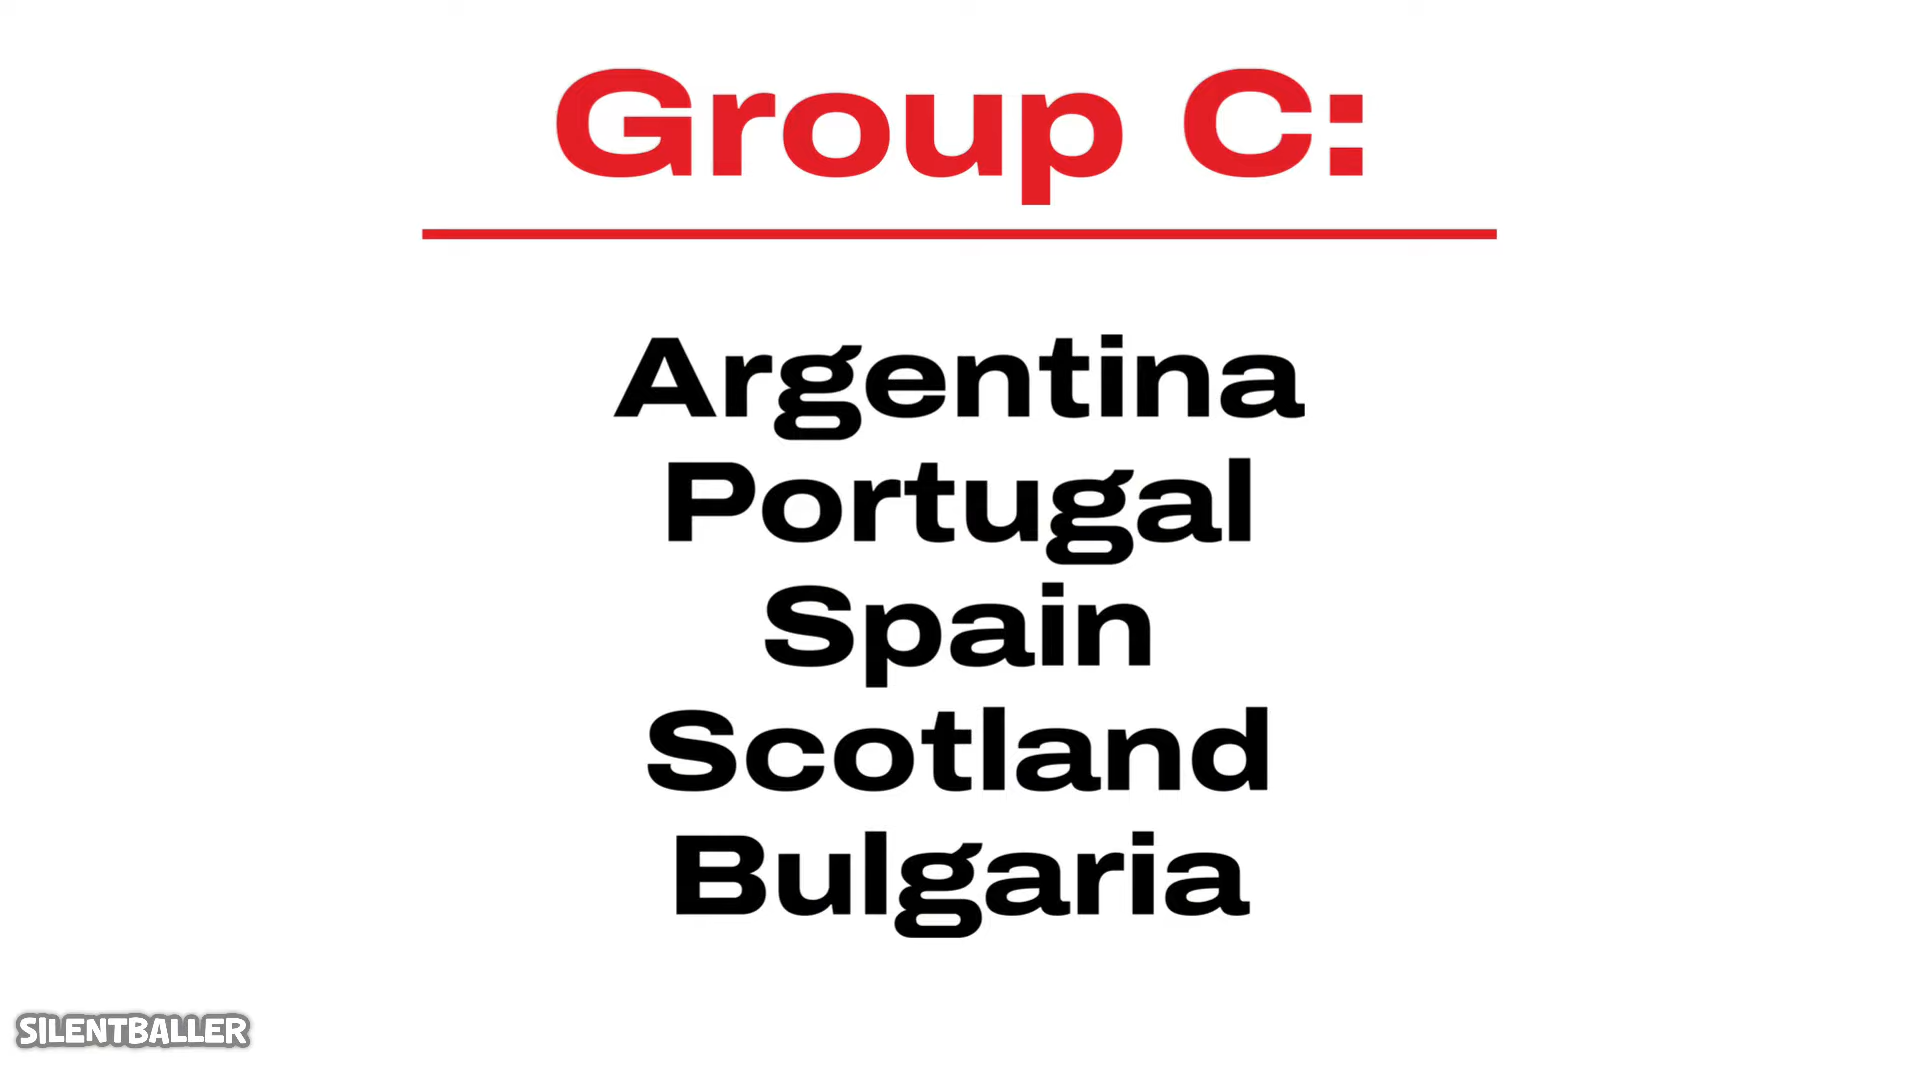 Group C:
Argentina
Portugal
Spain
Scotland
Bulgaria
SILENTBALLER